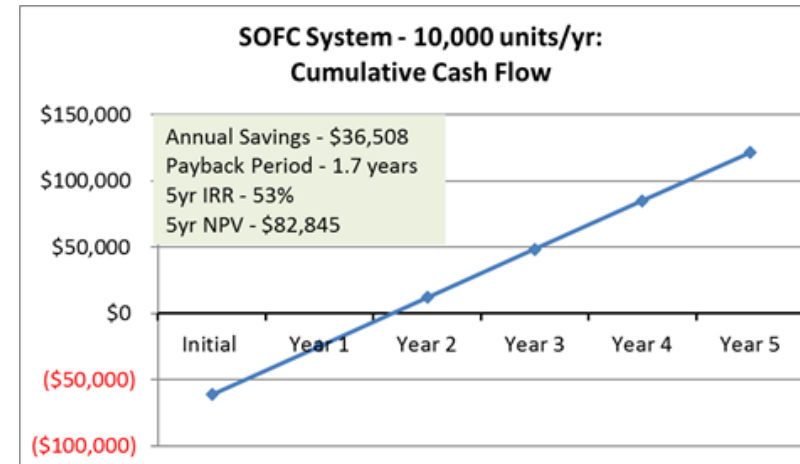 SOFC System - 10,000 units/yr:
Cumulative Cash Flow
$150,000
Annual Savings - $36,508
Payback Period - 1.7 years
$100,000
5yr IRR - 53%
5yr NPV - $82,845
$50,000
$0
Initial Year 1 Year 2 Year 3 Year 4 Year 5
($50,000)
($100,000)